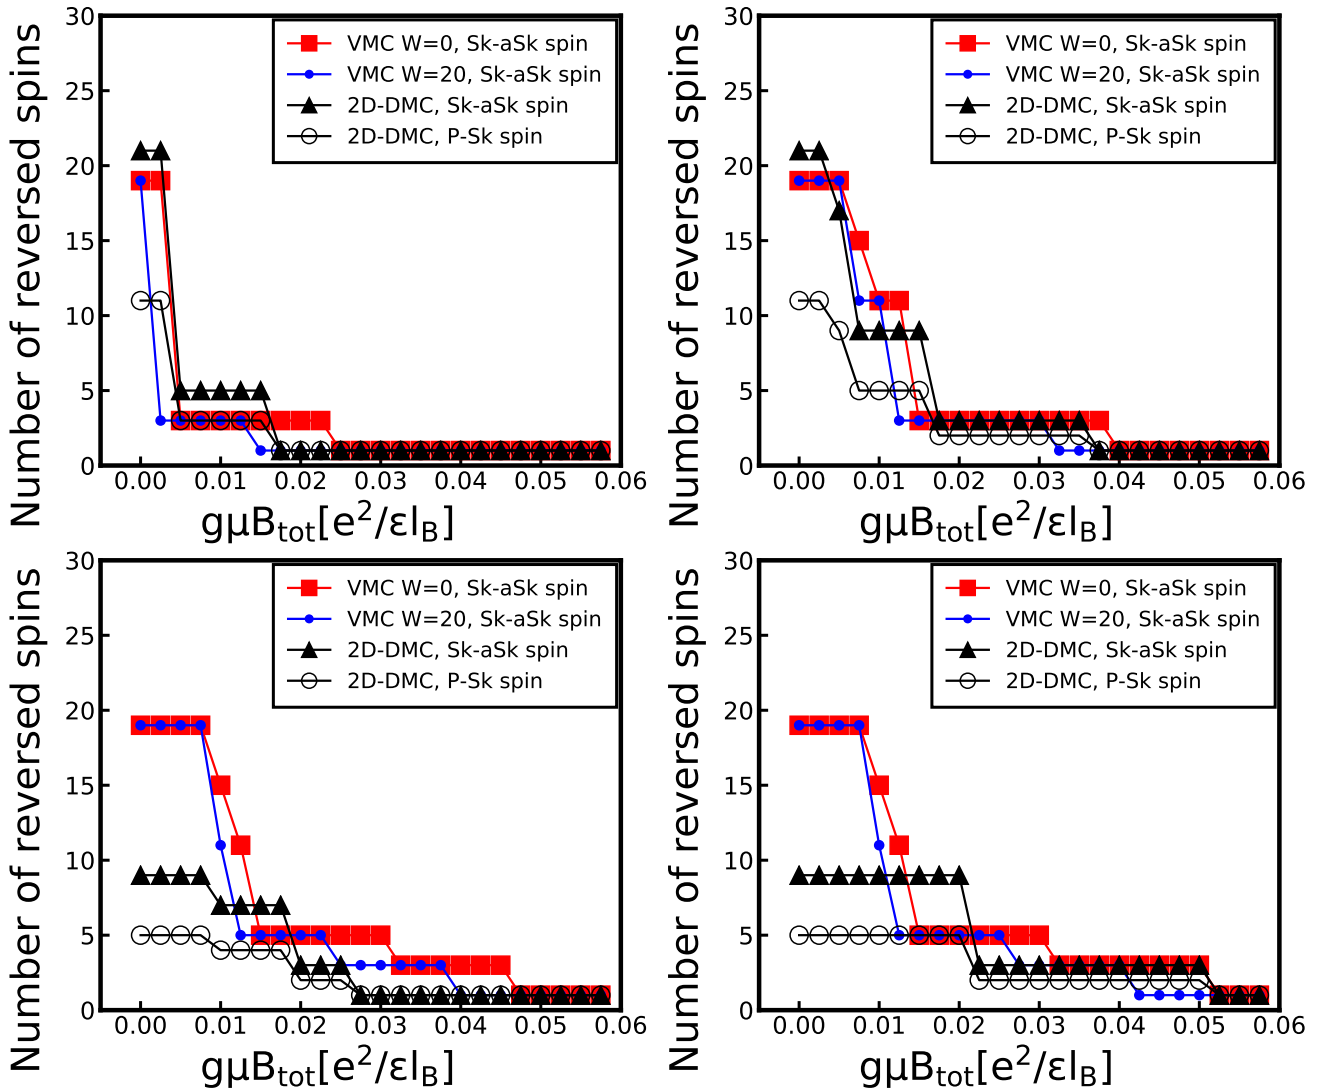 Number of reversed spins
30
25
20
15
10
5
0
VMC W=0, Sk-aSk spin
VMC W=20, Sk-aSk spin
2D-DMC, Sk-aSk spin
2D-DMC, P-Sk spin
0.00 0.01 0.02 0.03 0.04 0.05 0.06
gμB_tot[e²/εl_B]
Number of reversed spins
30
25
20
15
10
5
0
VMC W=0, Sk-aSk spin
VMC W=20, Sk-aSk spin
2D-DMC, Sk-aSk spin
2D-DMC, P-Sk spin
0.00 0.01 0.02 0.03 0.04 0.05 0.06
gμB_tot[e²/εl_B]
Number of reversed spins
30
25
20
15
10
5
0
VMC W=0, Sk-aSk spin
VMC W=20, Sk-aSk spin
2D-DMC, Sk-aSk spin
2D-DMC, P-Sk spin
0.00 0.01 0.02 0.03 0.04 0.05 0.06
gμB_tot[e²/εl_B]
Number of reversed spins
30
25
20
15
10
5
0
VMC W=0, Sk-aSk spin
VMC W=20, Sk-aSk spin
2D-DMC, Sk-aSk spin
2D-DMC, P-Sk spin
0.00 0.01 0.02 0.03 0.04 0.05 0.06
gμB_tot[e²/εl_B]